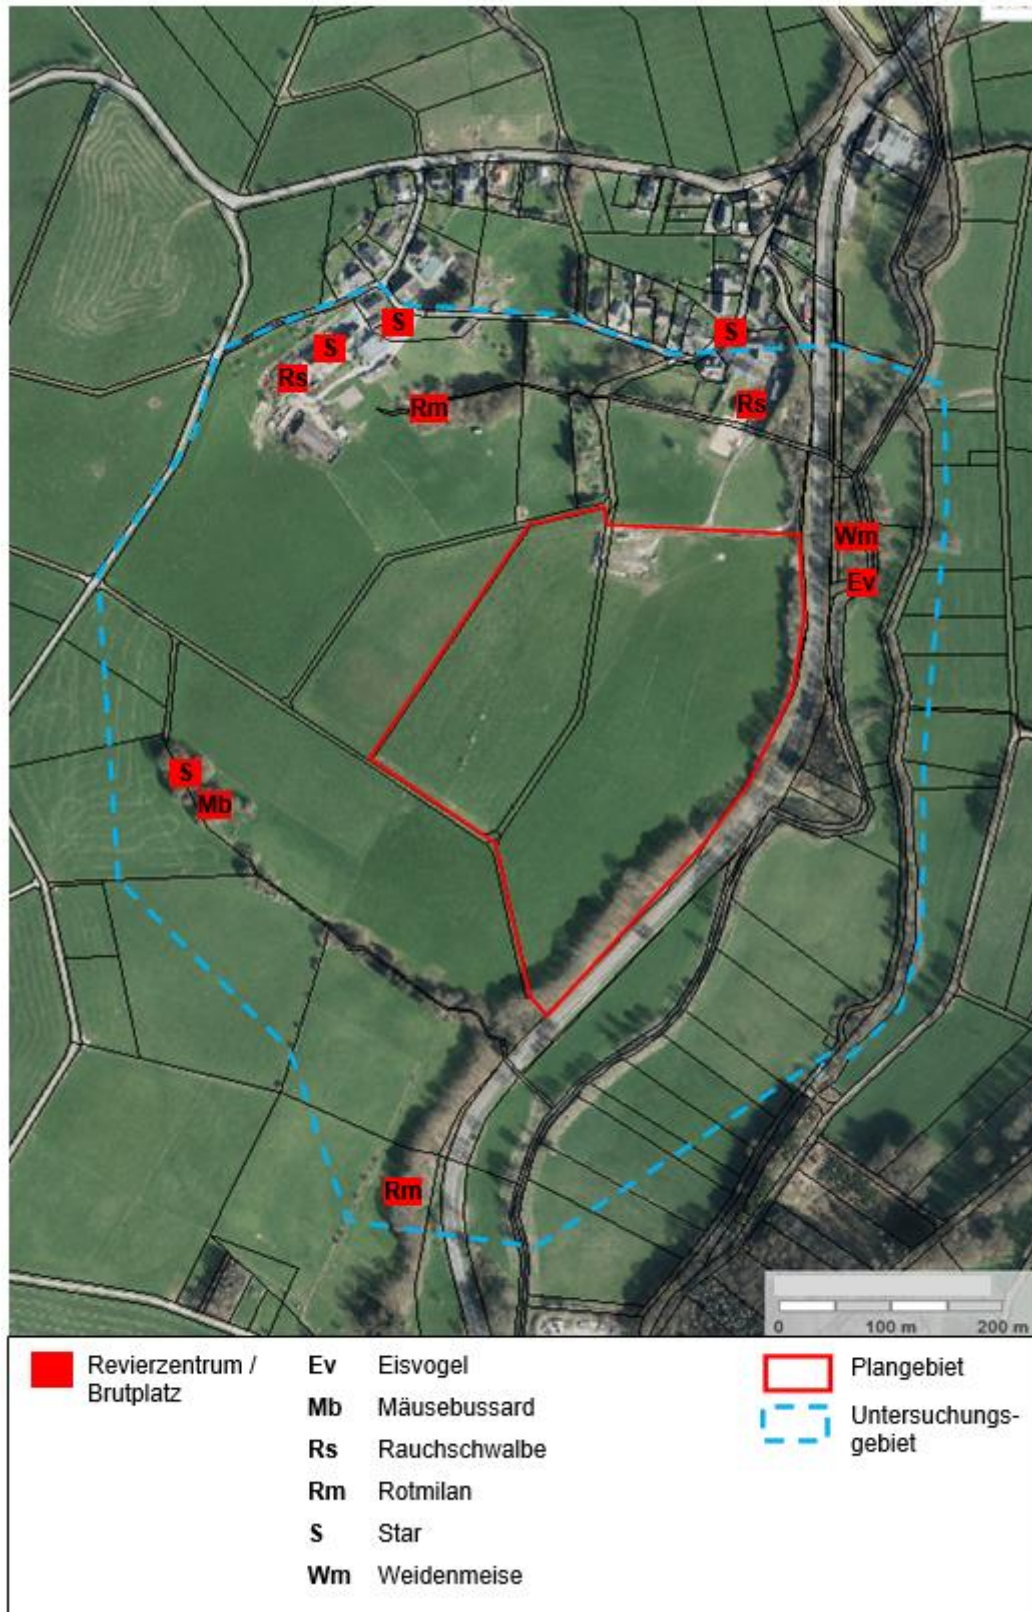 S
S
S
Rs
Rm
Rs
Wm
Ev
S
Mb
Rm
0 100 m 200 m
Revierzentrum /
Brutplatz
Ev Eisvogel
Mb Mäusebussard
Rs Rauchschwalbe
Rm Rotmilan
S Star
Wm Weidenmeise
Plangebiet
Untersuchungs-
gebiet